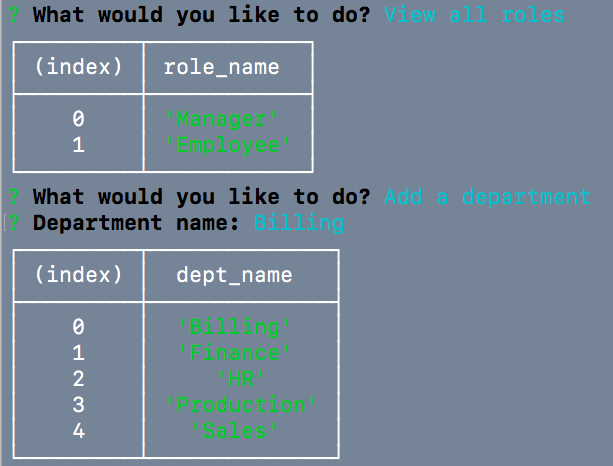 ? What would you like to do? View all roles
(index) role_name
0 'Manager'
1 'Employee'
? What would you like to do? Add a department
? Department name: Billing
(index) dept_name
0 'Billing'
1 'Finance'
2 'HR'
3 'Production'
4 'Sales'